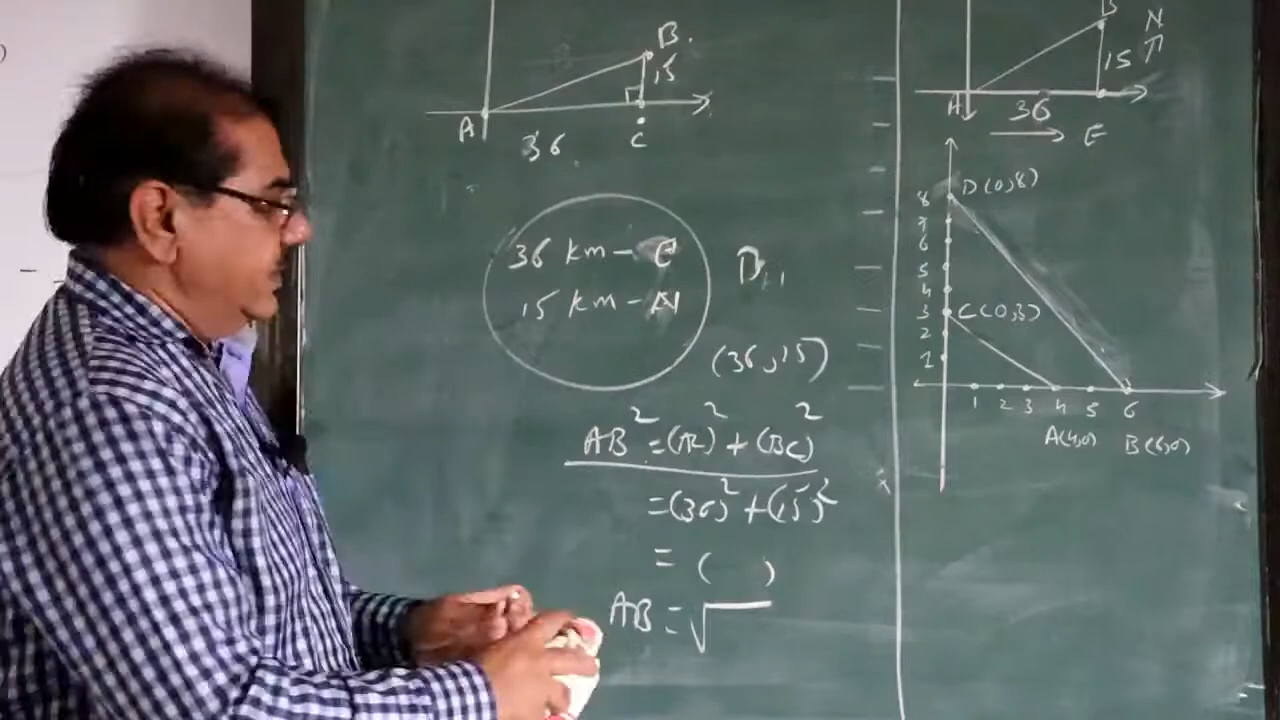 B.
15
A
36
C
36 km - E
15 km - N
(36, 15)
AB² = (AC)² + (BC)²
= (36)² + (15)²
= ( )
AB = √
B
N
15
A
36
E
D(0,8)
8
7
6
5
4
3 C(0,3)
2
1
1 2 3 4 5 6
A(4,0) B(6,0)